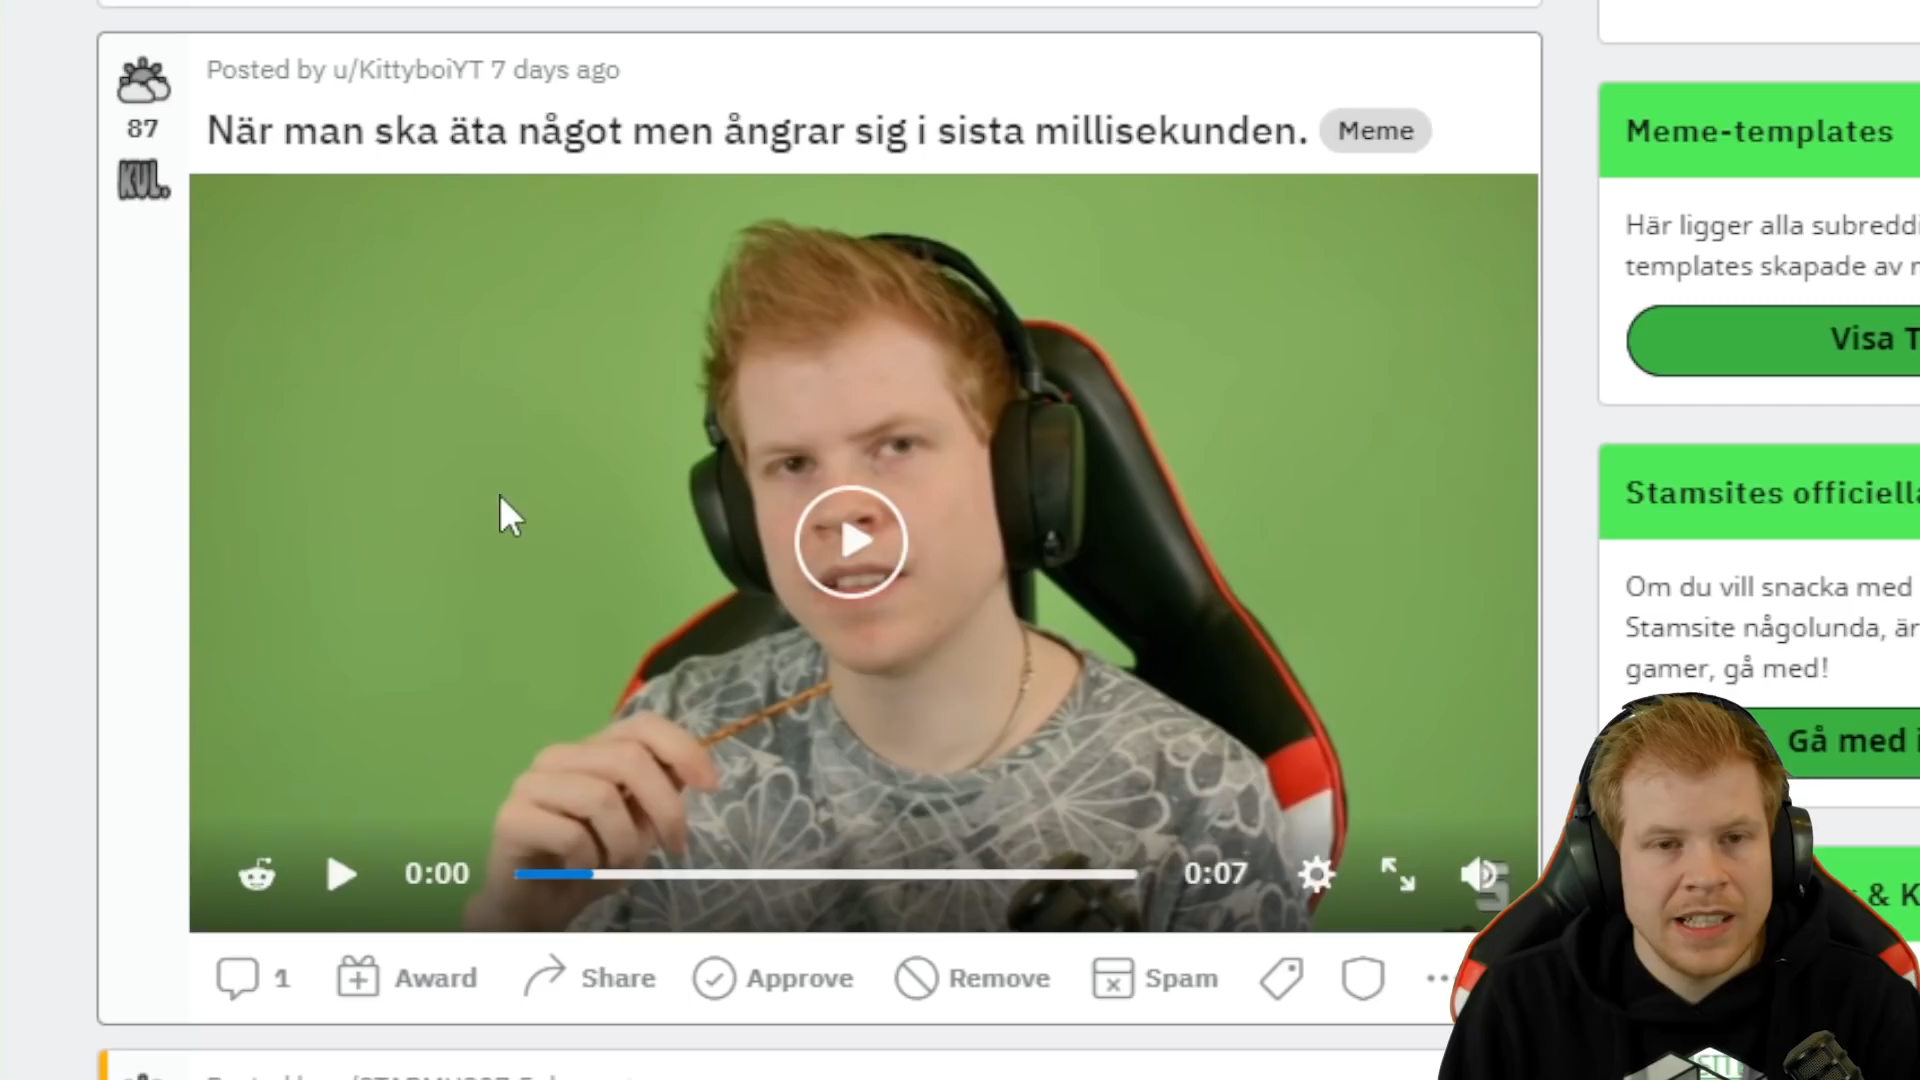 Posted by u/KittyboiYT 7 days ago
87
När man ska äta något men ångrar sig i sista millisekunden.
Meme
KUL.
0:00
0:07
1
Award
Share
Approve
Remove
Spam
Meme-templates
Här ligger alla subreddi
templates skapade av
Visa T
Stamsites officiell
Om du vill snacka med
Stamsite någolunda, är
gamer, gå med!
Gå med i
& K